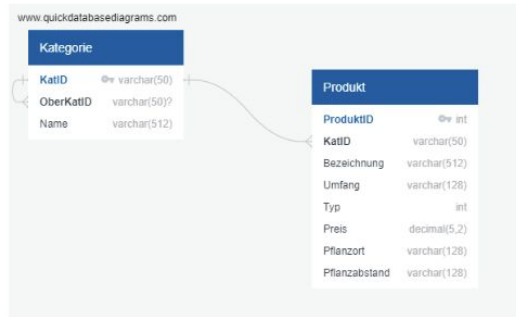 www.quickdatabasediagrams.com
Kategorie
KatID varchar(50)
OberKatID varchar(50)?
Name varchar(512)
Produkt
ProduktID int
KatID varchar(50)
Bezeichnung varchar(512)
Umfang varchar(128)
Typ int
Preis decimal(5,2)
Pflanzort varchar(128)
Pflanzabstand varchar(128)